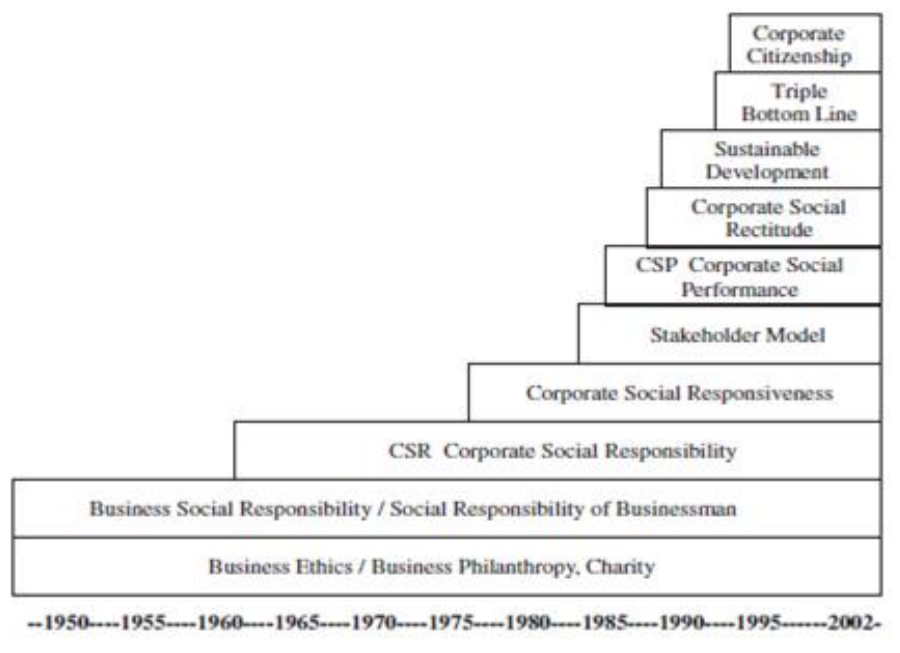 Corporate
Citizenship
Triple
Bottom Line
Sustainable
Development
Corporate Social
Rectitude
CSP Corporate Social
Performance
Stakeholder Model
Corporate Social Responsiveness
CSR Corporate Social Responsibility
Business Social Responsibility / Social Responsibility of Businessman
Business Ethics / Business Philanthropy, Charity
--1950----1955----1960----1965----1970----1975----1980----1985----1990----1995------2002-